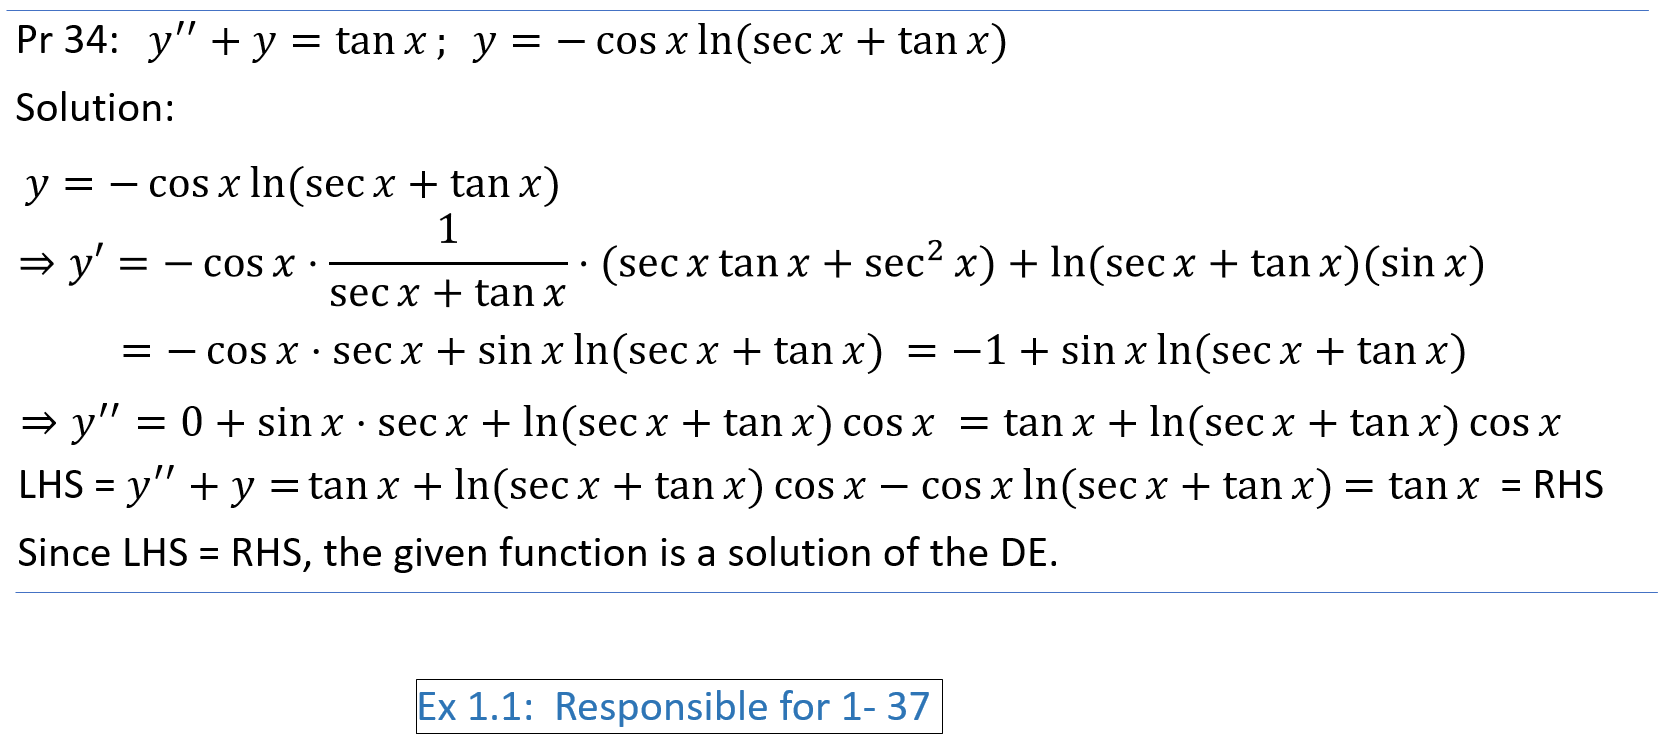 Pr 34: y′′ + y = tan x ; y = − cos x ln(sec x + tan x)
Solution:
y = − cos x ln(sec x + tan x)
⇒ y′ = − cos x · 1/(sec x + tan x) · (sec x tan x + sec² x) + ln(sec x + tan x)(sin x)
= − cos x · sec x + sin x ln(sec x + tan x) = −1 + sin x ln(sec x + tan x)
⇒ y′′ = 0 + sin x · sec x + ln(sec x + tan x) cos x = tan x + ln(sec x + tan x) cos x
LHS = y′′ + y = tan x + ln(sec x + tan x) cos x − cos x ln(sec x + tan x) = tan x = RHS
Since LHS = RHS, the given function is a solution of the DE.
Ex 1.1: Responsible for 1- 37